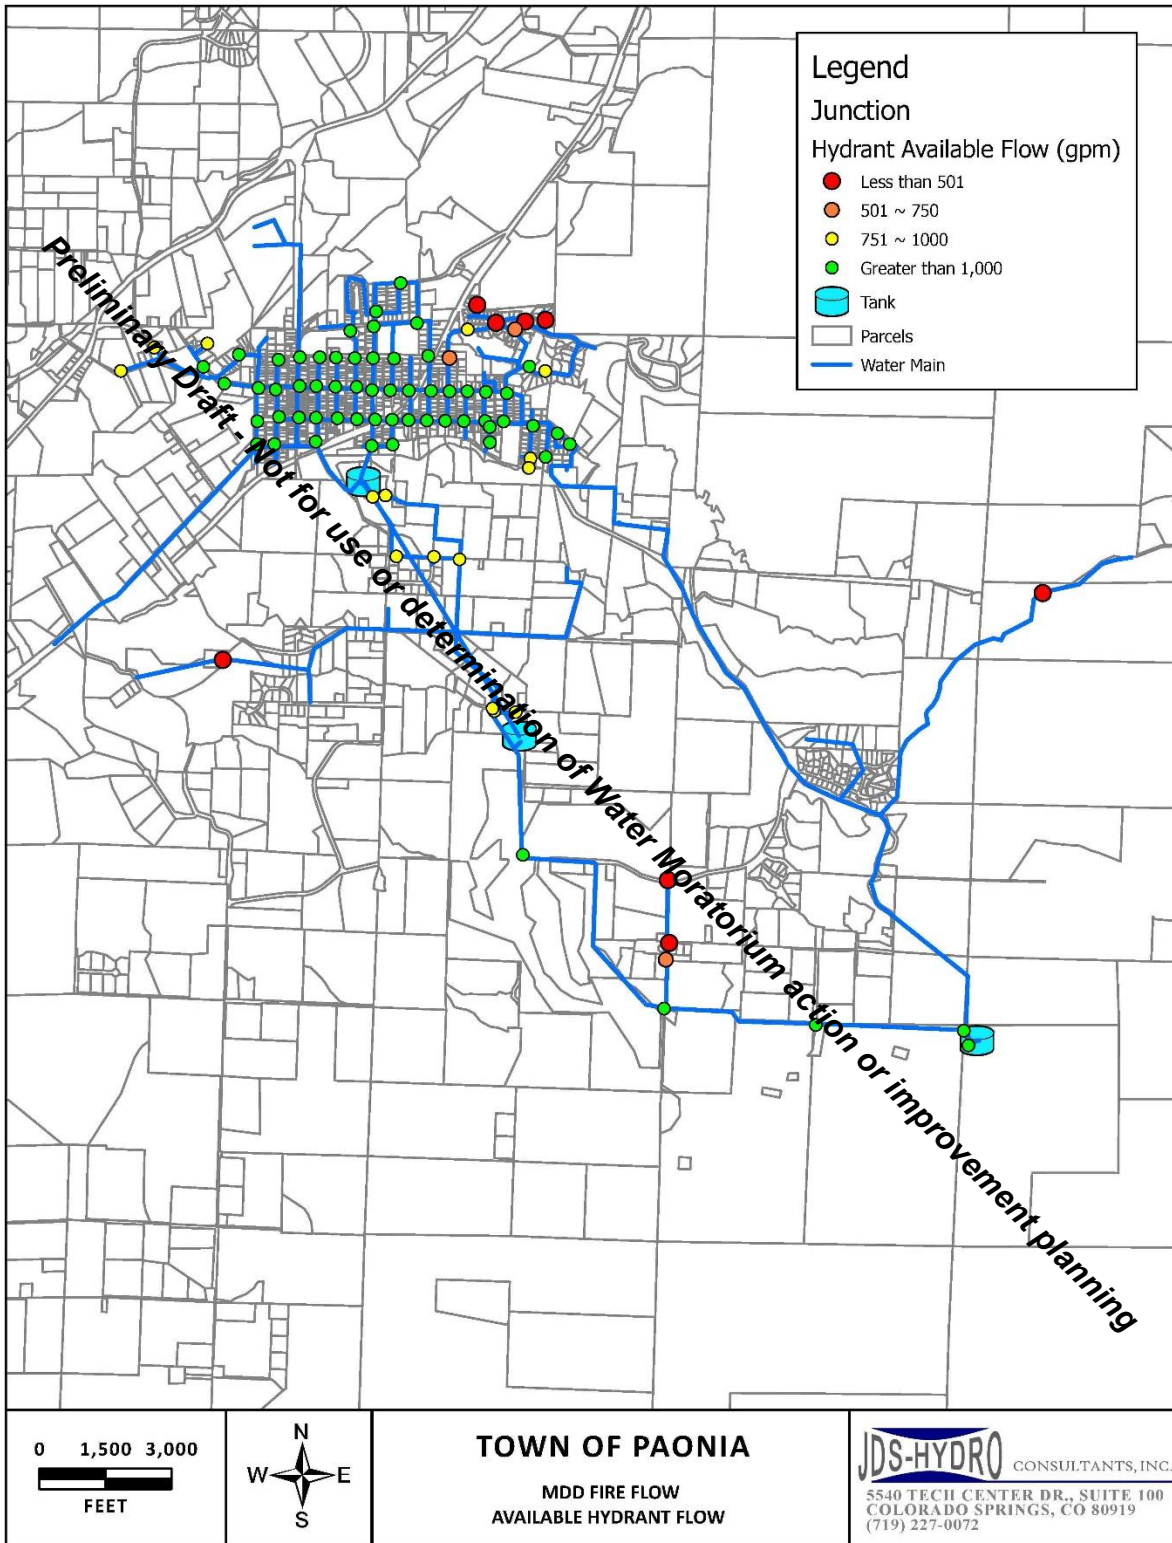 Legend
Junction
Hydrant Available Flow (gpm)
Less than 501
501 ~ 750
751 ~ 1000
Greater than 1,000
Tank
Parcels
Water Main
Preliminary Draft - Not for use or determination of Water Moratorium action or improvement planning
0 1,500 3,000
FEET
N
W E
S
TOWN OF PAONIA
MDD FIRE FLOW
AVAILABLE HYDRANT FLOW
JDS-HYDRO CONSULTANTS, INC.
5540 TECH CENTER DR., SUITE 100
COLORADO SPRINGS, CO 80919
(719) 227-0072